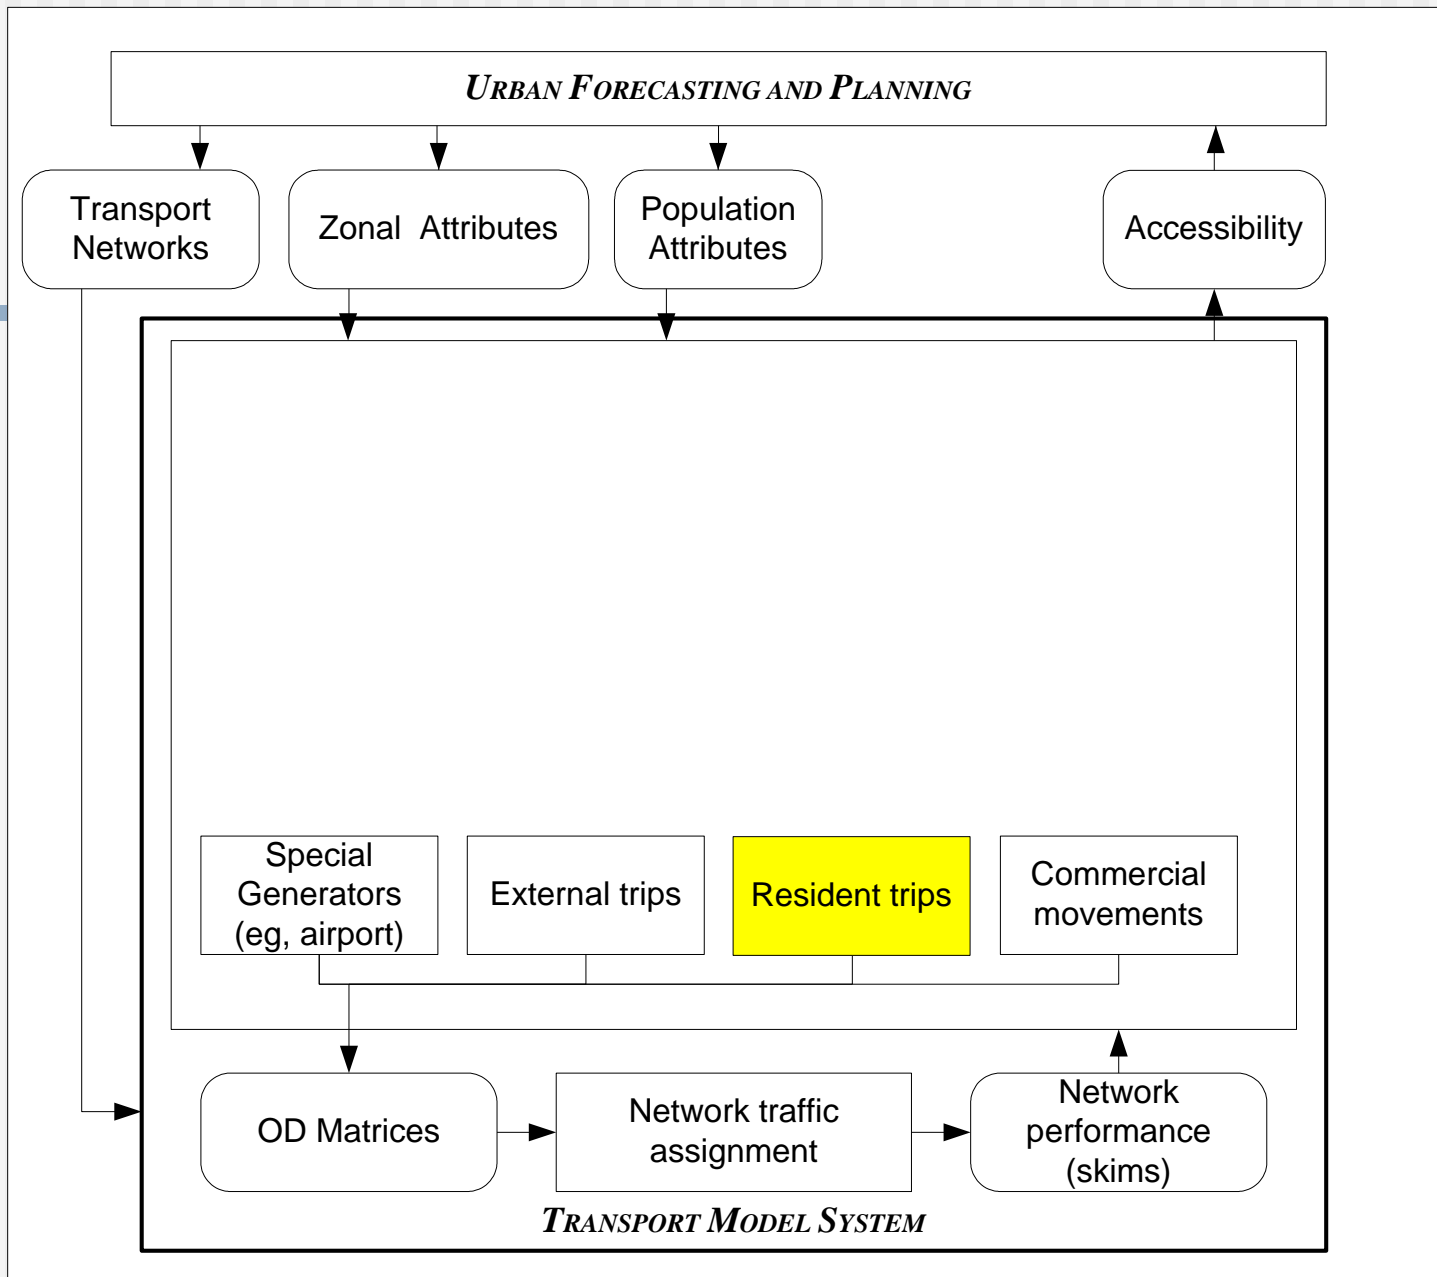 URBAN FORECASTING AND PLANNING
Transport
Networks
Zonal Attributes
Population
Attributes
Accessibility
Special
Generators
(eg, airport)
External trips
Resident trips
Commercial
movements
OD Matrices
Network traffic
assignment
Network
performance
(skims)
TRANSPORT MODEL SYSTEM